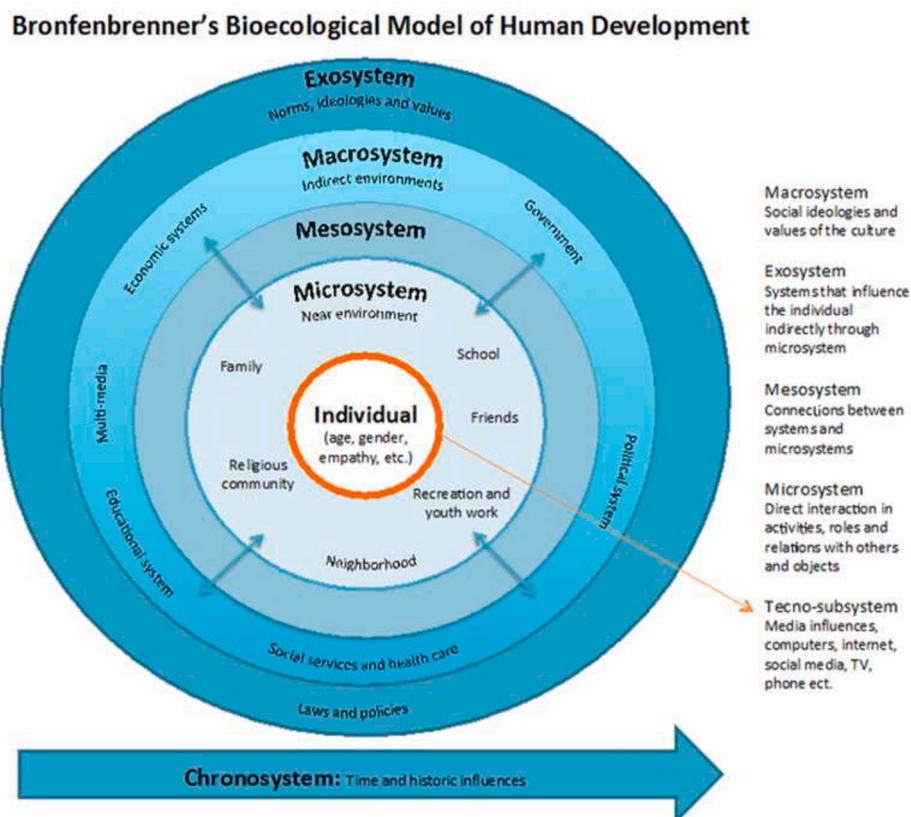 Bronfenbrenner's Bioecological Model of Human Development
Exosystem
Norms, ideologies and values
Macrosystem
Indirect environments
Economic systems
Government
Mesosystem
Microsystem
Near environment
Family
School
Multi-media
Individual
(age, gender,
empathy, etc.)
Friends
Political system
Religious
community
Recreation and
youth work
Educational system
Neighborhood
Social services and health care
Laws and policies
Chronosystem: Time and historic influences
Macrosystem
Social ideologies and
values of the culture
Exosystem
Systems that influence
the individual
indirectly through
microsystem
Mesosystem
Connections between
systems and
microsystems
Microsystem
Direct interaction in
activities, roles and
relations with others
and objects
Tecno-subsystem
Media influences,
computers, internet,
social media, TV,
phone ect.